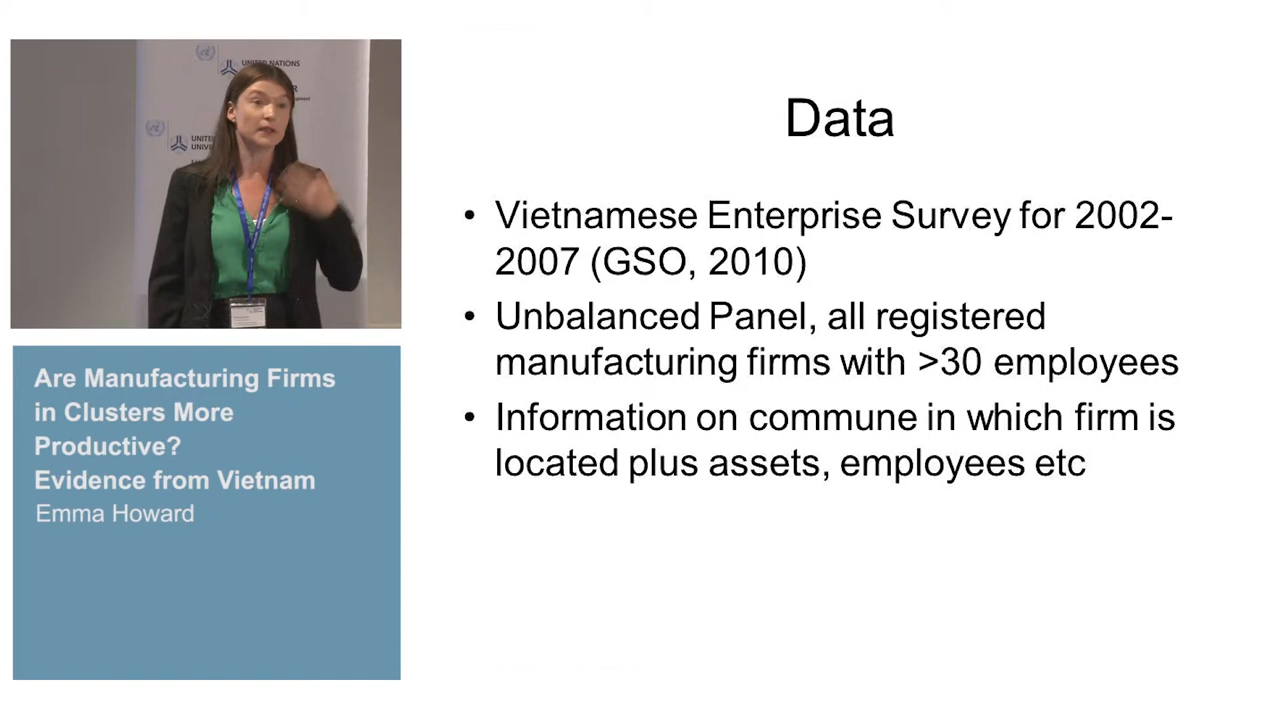 UNITED NATIONS
R
UNITED
UNIVE
Are Manufacturing Firms
in Clusters More
Productive?
Evidence from Vietnam
Emma Howard
Data
• Vietnamese Enterprise Survey for 2002-
2007 (GSO, 2010)
• Unbalanced Panel, all registered
manufacturing firms with >30 employees
• Information on commune in which firm is
located plus assets, employees etc